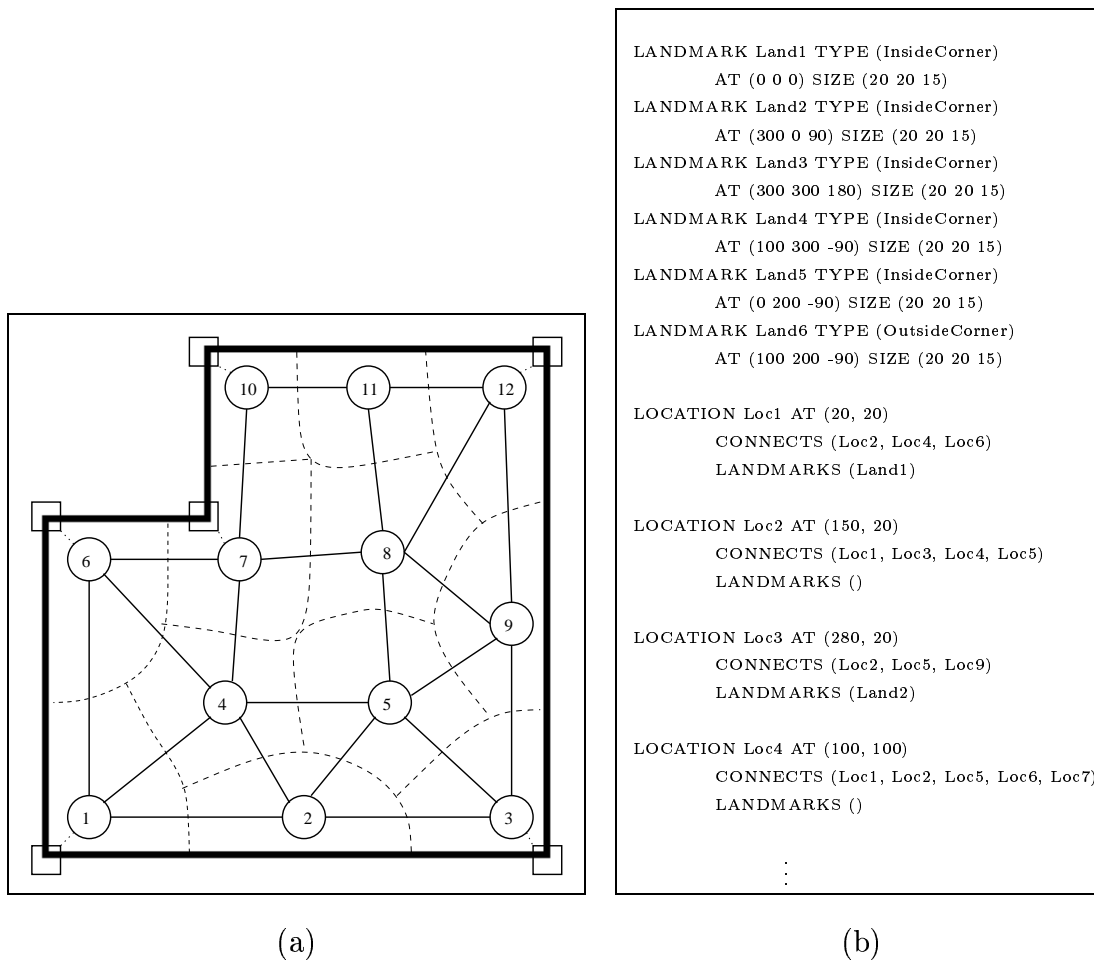 10 11 12
6 7 8
9
4 5
1 2 3
(a)
LANDMARK Land1 TYPE (InsideCorner)
AT (0 0 0) SIZE (20 20 15)
LANDMARK Land2 TYPE (InsideCorner)
AT (300 0 90) SIZE (20 20 15)
LANDMARK Land3 TYPE (InsideCorner)
AT (300 300 180) SIZE (20 20 15)
LANDMARK Land4 TYPE (InsideCorner)
AT (100 300 -90) SIZE (20 20 15)
LANDMARK Land5 TYPE (InsideCorner)
AT (0 200 -90) SIZE (20 20 15)
LANDMARK Land6 TYPE (OutsideCorner)
AT (100 200 -90) SIZE (20 20 15)
LOCATION Loc1 AT (20, 20)
CONNECTS (Loc2, Loc4, Loc6)
LANDMARKS (Land1)
LOCATION Loc2 AT (150, 20)
CONNECTS (Loc1, Loc3, Loc4, Loc5)
LANDMARKS ()
LOCATION Loc3 AT (280, 20)
CONNECTS (Loc2, Loc5, Loc9)
LANDMARKS (Land2)
LOCATION Loc4 AT (100, 100)
CONNECTS (Loc1, Loc2, Loc5, Loc6, Loc7)
LANDMARKS ()
⋮
(b)